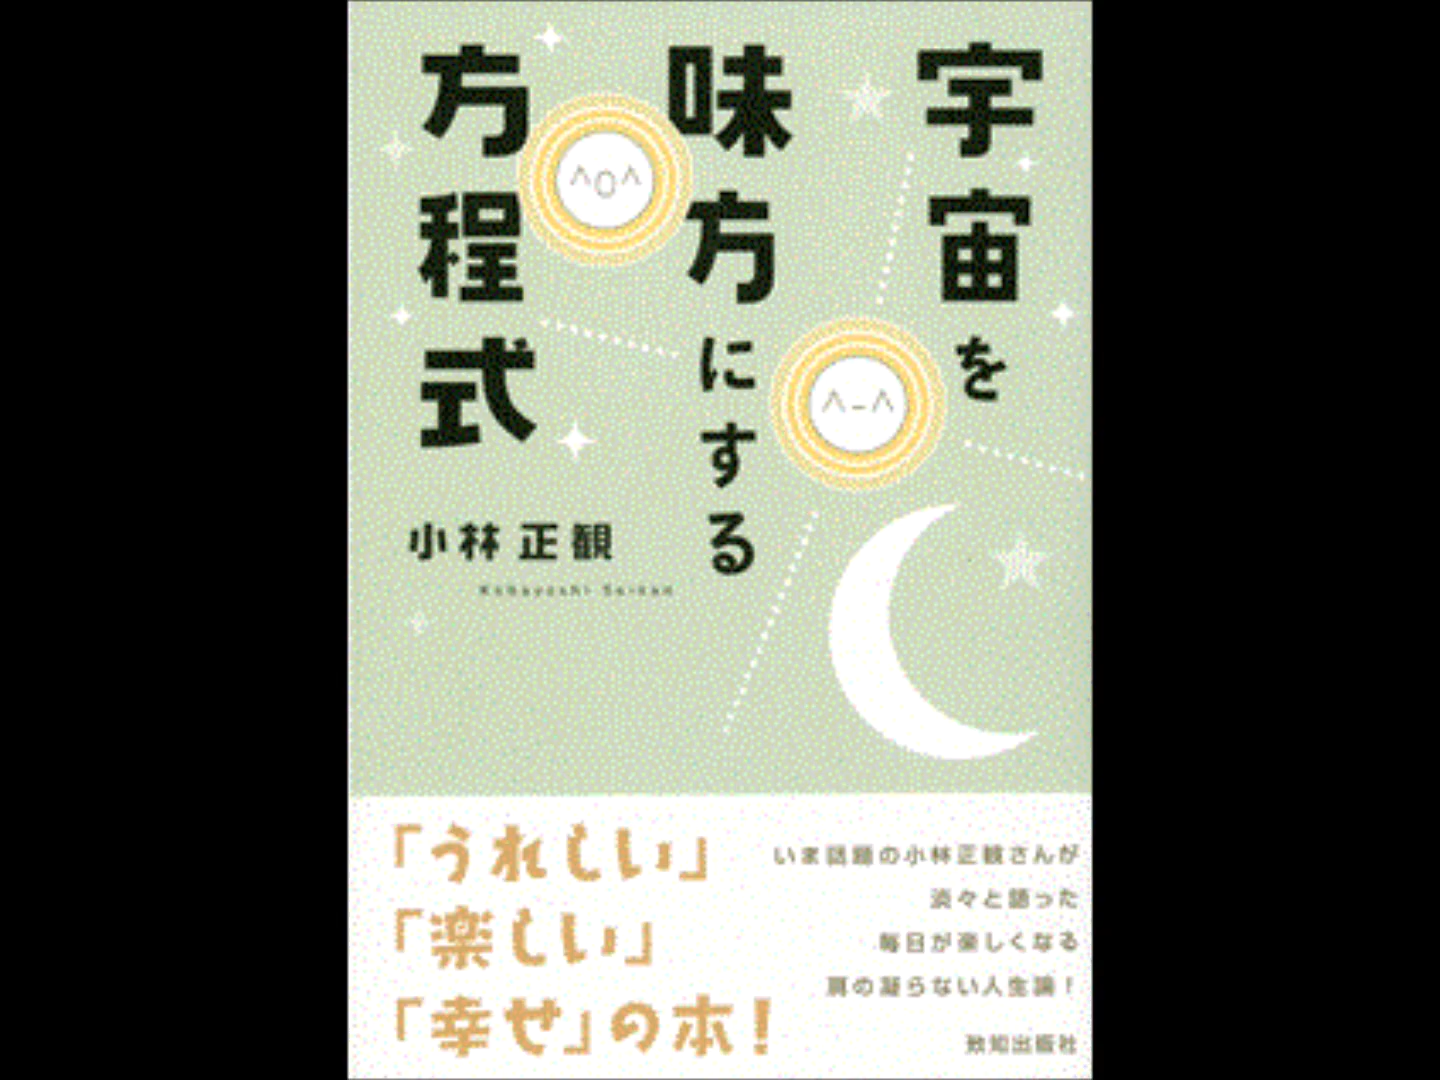 宇宙を
味方にする
方程式
^o^
^-^
小林 正観
Kobayashi Seikan
「うれしい」
「楽しい」
「幸せ」の本！
いま話題の小林正観さんが
淡々と語った
毎日が楽しくなる
肩の凝らない人生論！
致知出版社